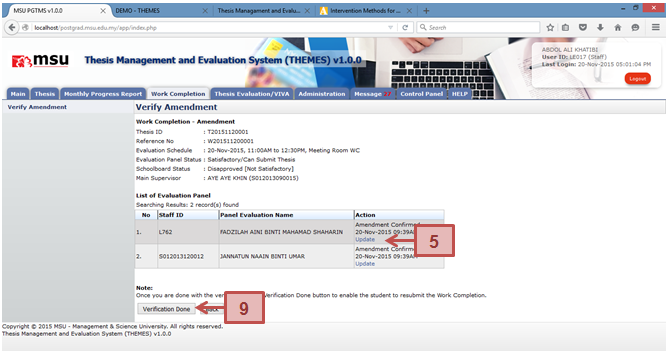 MSU PGTMS v1.0.0
DEMO - THEMES
Thesis Management and Evalu...
Intervention Methods for ...
localhost/postgrad.msu.edu.my/app/index.php
Search
msu
Thesis Management and Evaluation System (THEMES) v1.0.0
ABDOL ALI KHATIBI
User ID: LE017 (Staff)
Last Login: 20-Nov-2015 05:01:04 PM
Logout
Main Thesis Monthly Progress Report Work Completion Thesis Evaluation/VIVA Administration Message Control Panel HELP
Verify Amendment
Verify Amendment
Work Completion - Amendment
Thesis ID : T20151120001
Reference No : W201511200001
Evaluation Schedule : 20-Nov-2015, 11:00AM to 12:30PM, Meeting Room WC
Evaluation Panel Status : Satisfactory/Can Submit Thesis
Schoolboard Status : Disapproved [Not Satisfactory]
Main Supervisor : AYE AYE KHIN (S012013090015)
List of Evaluation Panel
Searching Results: 2 record(s) found
No Staff ID Panel Evaluation Name Action
1. L762 FADZILAH AINI BINTI MAHAMAD SHAHARIN Amendment Confirmed
20-Nov-2015 09:39AM
Update
5
2. S012013120012 JANNATUN NAAIN BINTI UMAR Amendment Confirmed
20-Nov-2015 09:39AM
Update
Note:
Once you are done with the Verification Done button to enable the student to resubmit the Work Completion.
Verification Done
9
Copyright © 2015 MSU - Management & Science University. All rights reserved.
Thesis Management and Evaluation System (THEMES) v1.0.0